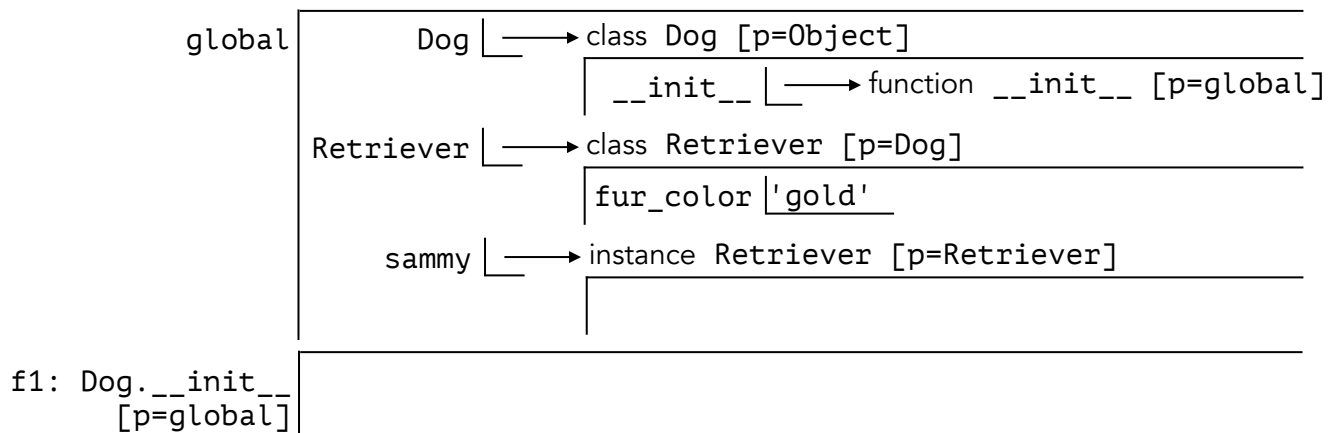 global Dog class Dog [p=Object]
__init__ function __init__ [p=global]
Retriever class Retriever [p=Dog]
fur_color 'gold'
sammy instance Retriever [p=Retriever]
f1: Dog.__init__
[p=global]